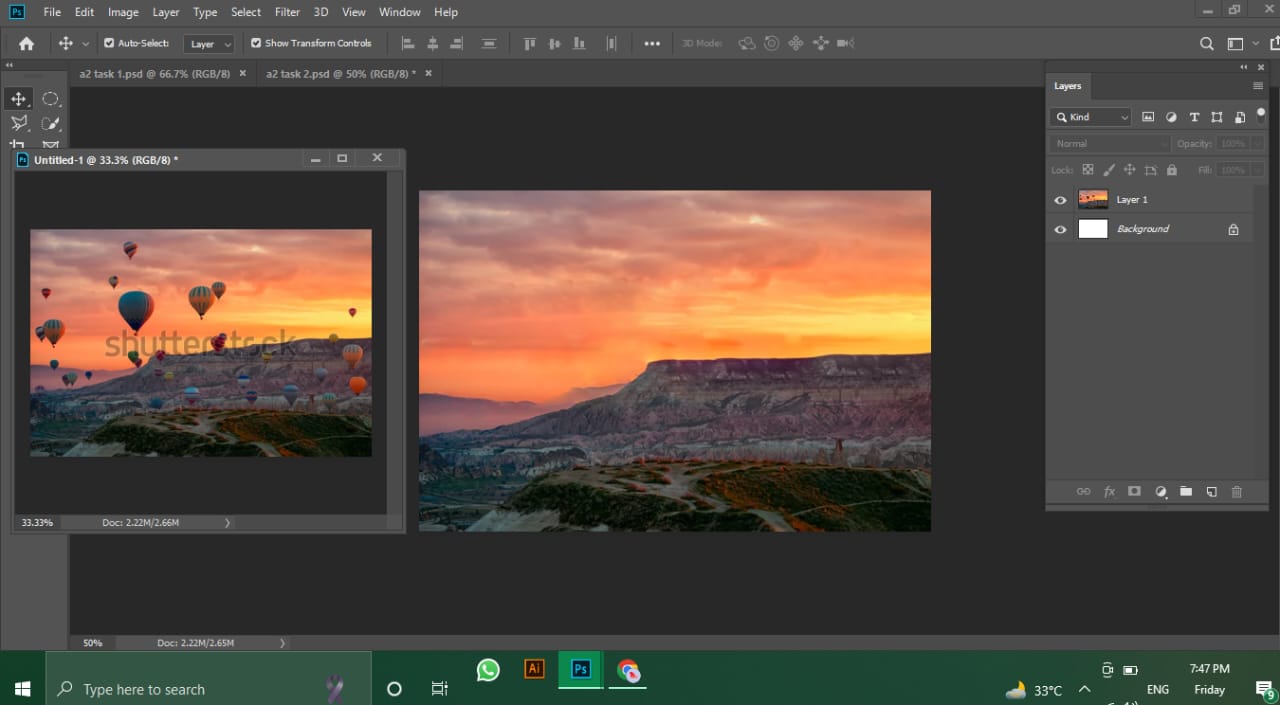 Ps File Edit Image Layer Type Select Filter 3D View Window Help
Auto-Select: Layer Show Transform Controls 3D Mode:
a2 task 1.psd @ 66.7% (RGB/8) × a2 task 2.psd @ 50% (RGB/8) * ×
Layers
Kind
Normal Opacity: 100%
Lock: Fill: 100%
Layer 1
Background
fx
Ps Untitled-1 @ 33.3% (RGB/8) *
shutterstock
33.33% Doc: 2.22M/2.66M
50% Doc: 2.22M/2.65M
Type here to search
Ai Ps
33°C
ENG
7:47 PM
Friday
9